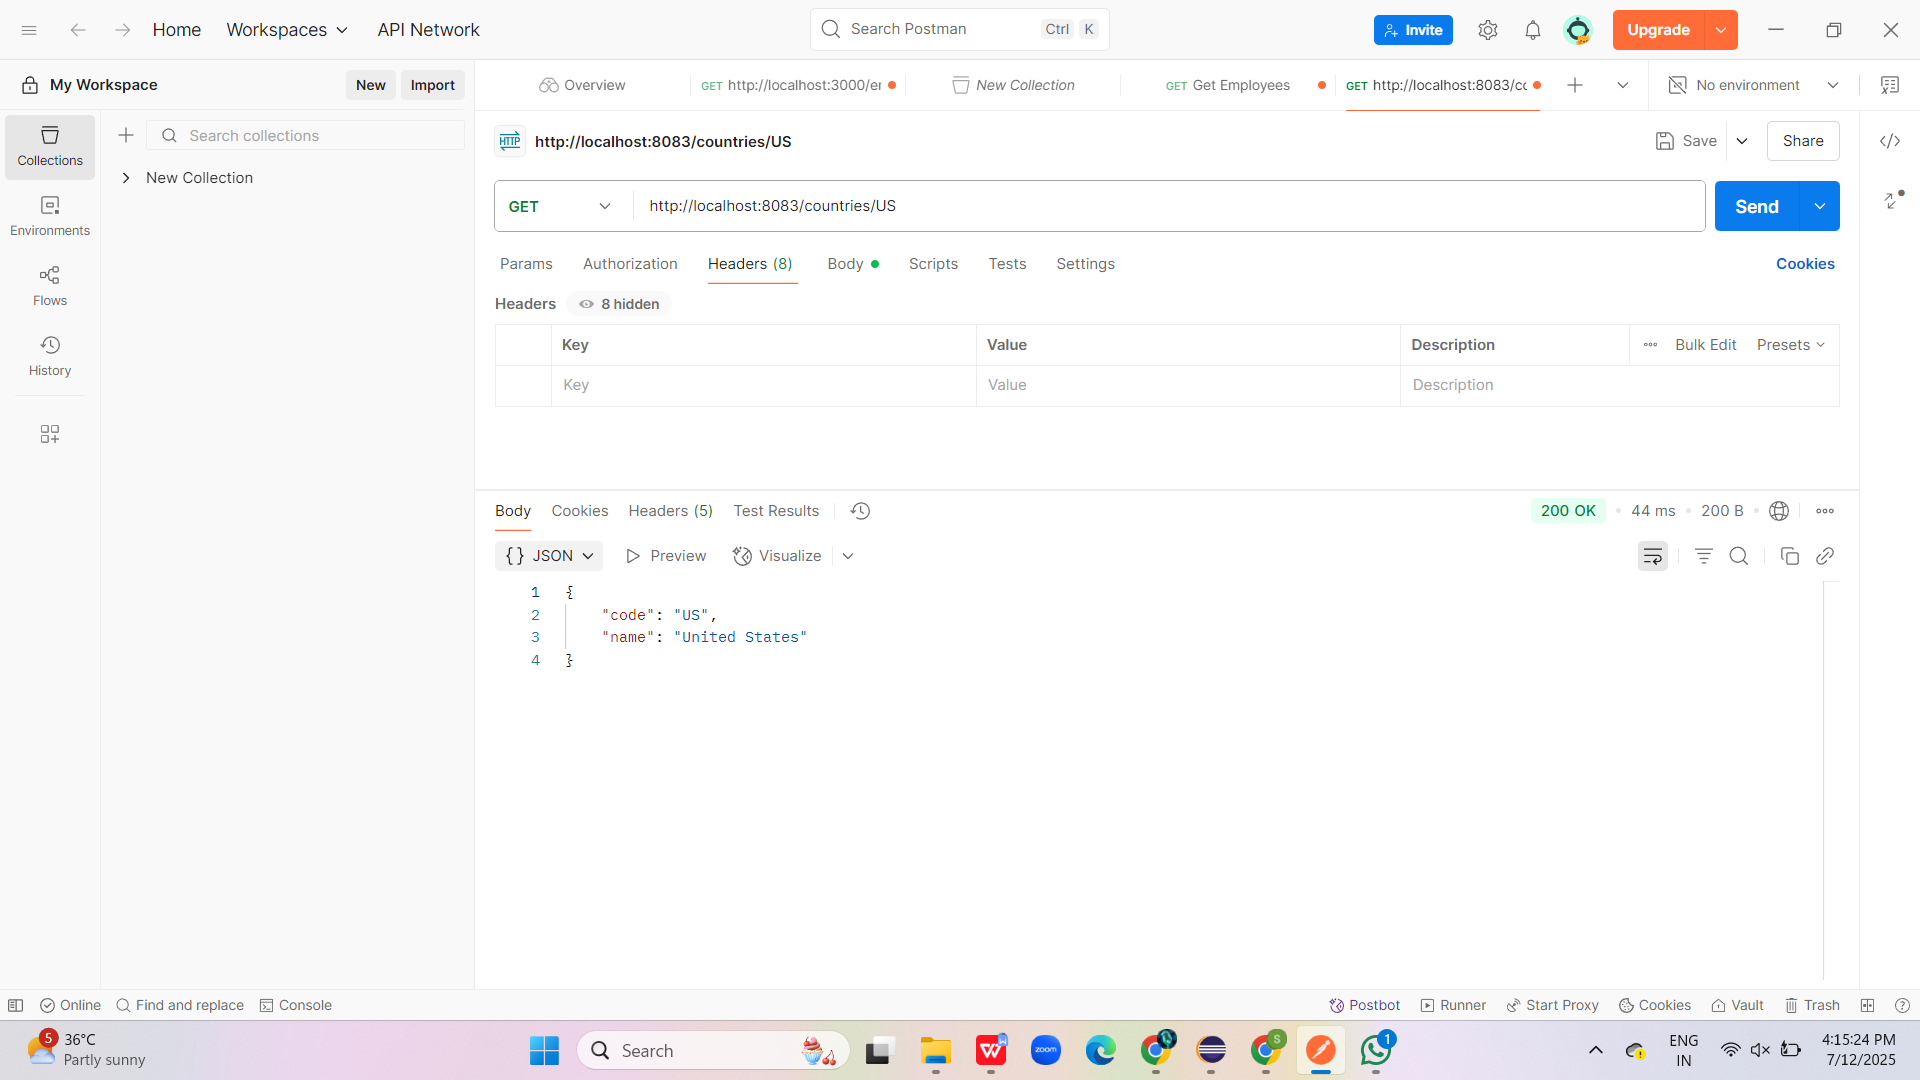 Home
Workspaces
API Network
Search Postman
Ctrl K
Invite
Upgrade
My Workspace
New
Import
Overview
GET http://localhost:3000/er
New Collection
GET Get Employees
GET http://localhost:8083/cc
No environment
Collections
Search collections
New Collection
Environments
Flows
History
HTTP http://localhost:8083/countries/US
Save
Share
GET
http://localhost:8083/countries/US
Send
Params
Authorization
Headers (8)
Body
Scripts
Tests
Settings
Cookies
Headers
8 hidden
Key Value Description
Bulk Edit
Presets
Key Value Description
Body
Cookies
Headers (5)
Test Results
200 OK
44 ms
200 B
{} JSON
Preview
Visualize
1 {
2 "code": "US",
3 "name": "United States"
4 }
Online
Find and replace
Console
Postbot
Runner
Start Proxy
Cookies
Vault
Trash
5
36°C
Partly sunny
Search
W
zoom
S
1
ENG
IN
4:15:24 PM
7/12/2025